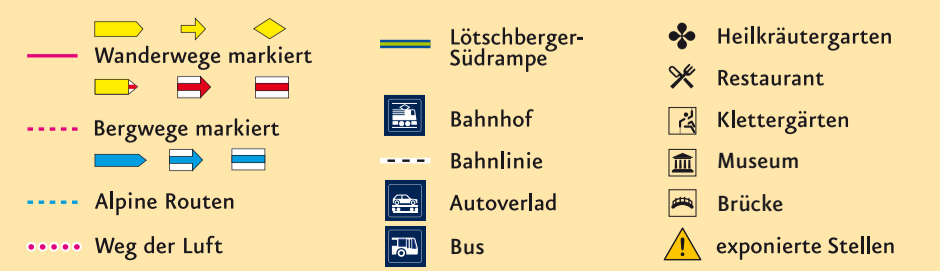 Wanderwege markiert
Bergwege markiert
Alpine Routen
Weg der Luft
Lötschberger-
Südrampe
Bahnhof
Bahnlinie
Autoverlad
Bus
Heilkräutergarten
Restaurant
Klettergärten
Museum
Brücke
exponierte Stellen